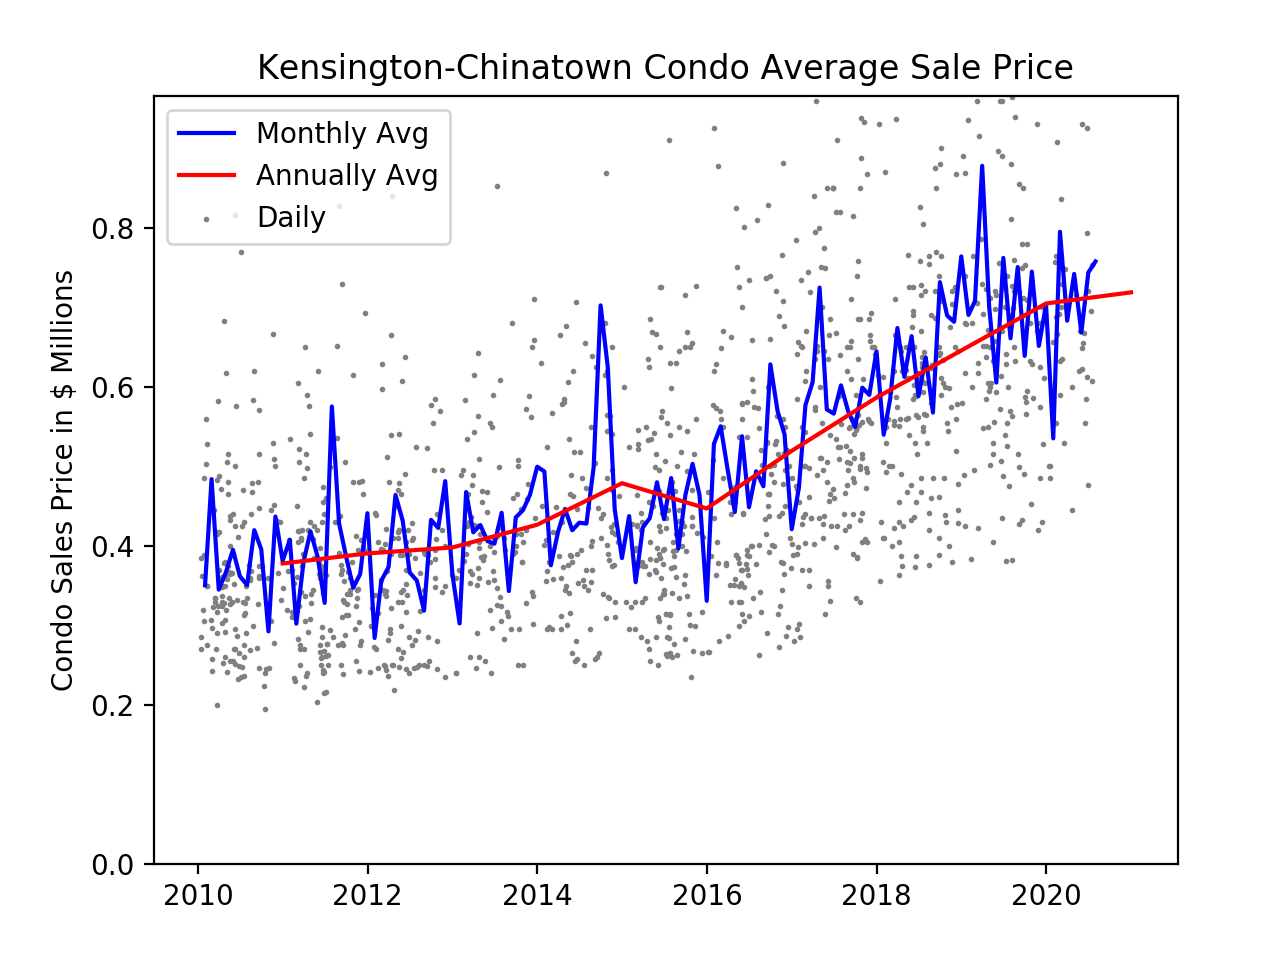 Kensington-Chinatown Condo Average Sale Price
Monthly Avg
Annually Avg
Daily
Condo Sales Price in $ Millions
0.8
0.6
0.4
0.2
0.0
2010 2012 2014 2016 2018 2020